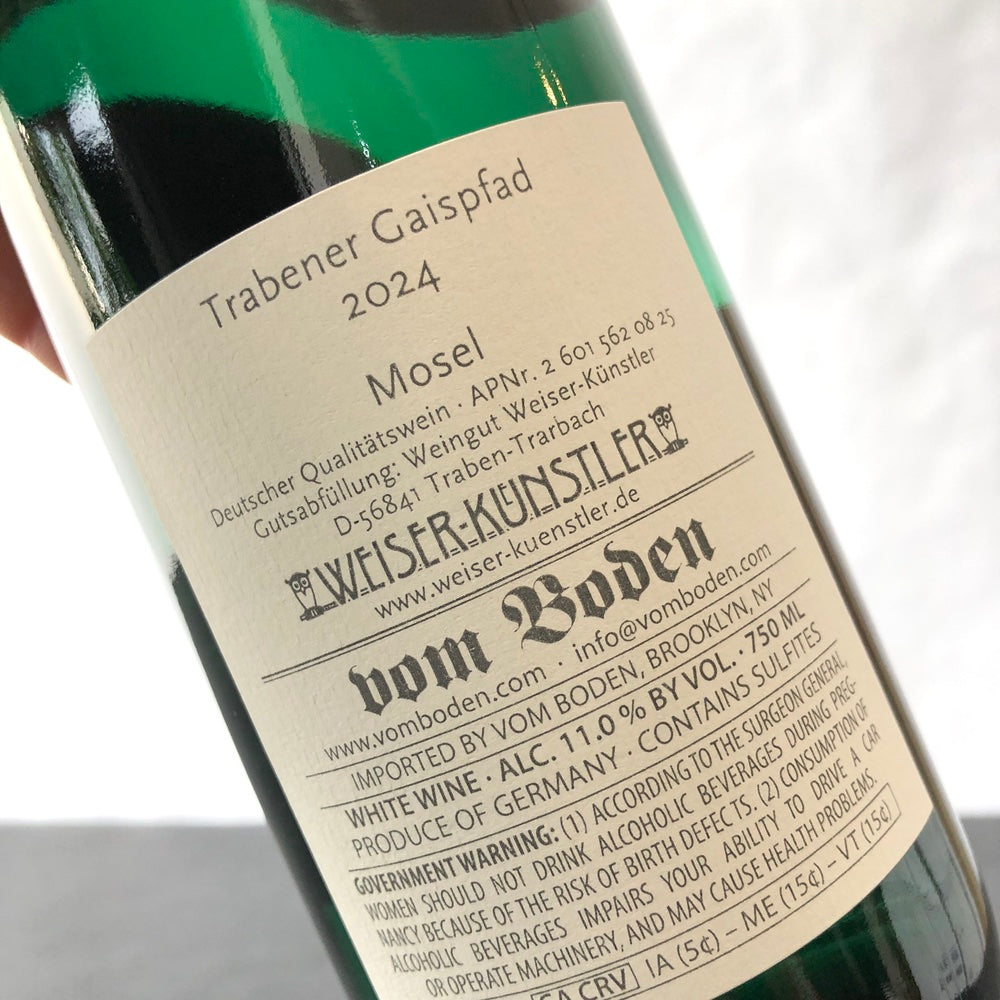 Trabener Gaispfad
2024
Mosel
Deutscher Qualitätswein · APNr. 2 601 562 08 25
Gutsabfüllung: Weingut Weiser-Künstler
D-56841 Traben-Trarbach
WEISER-KÜNSTLER
www.weiser-kuenstler.de
vom Boden
www.vomboden.com · info@vomboden.com
IMPORTED BY VOM BODEN, BROOKLYN, NY
WHITE WINE · ALC. 11.0 % BY VOL. · 750 ML
PRODUCE OF GERMANY · CONTAINS SULFITES
GOVERNMENT WARNING: (1) ACCORDING TO THE SURGEON GENERAL,
WOMEN SHOULD NOT DRINK ALCOHOLIC BEVERAGES DURING PREG-
NANCY BECAUSE OF THE RISK OF BIRTH DEFECTS. (2) CONSUMPTION OF
ALCOHOLIC BEVERAGES IMPAIRS YOUR ABILITY TO DRIVE A CAR
OR OPERATE MACHINERY, AND MAY CAUSE HEALTH PROBLEMS.
CA CRV IA (5¢) – ME (15¢) – VT (15¢)